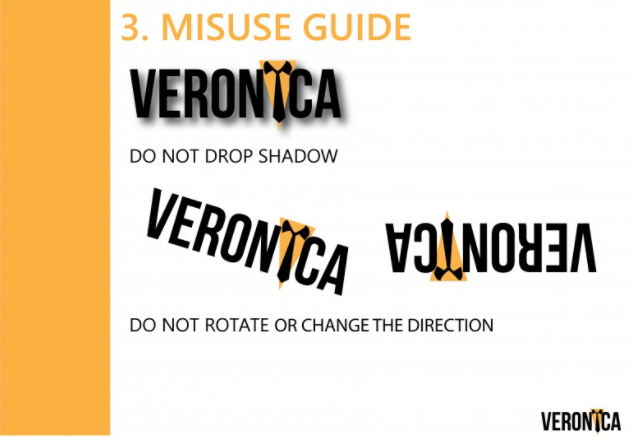 3. MISUSE GUIDE
VERONICA
DO NOT DROP SHADOW
VERONICA
VERONICA
DO NOT ROTATE OR CHANGE THE DIRECTION
VERONICA